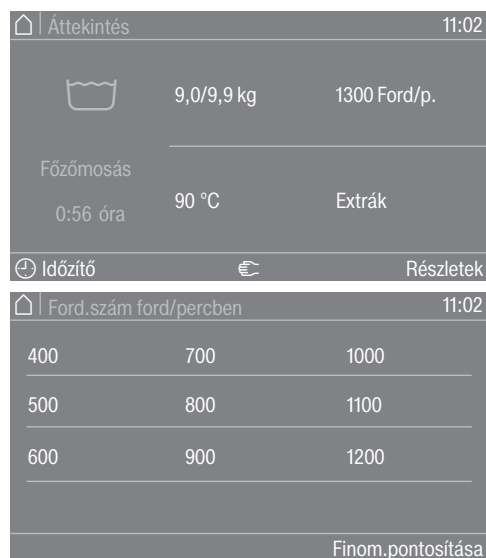 Áttekintés 11:02
9,0/9,9 kg 1300 Ford/p.
Főzőmosás
0:56 óra
90 °C Extrák
Időzítő Részletek
Ford.szám ford/percben 11:02
400 700 1000
500 800 1100
600 900 1200
Finom.pontosítása